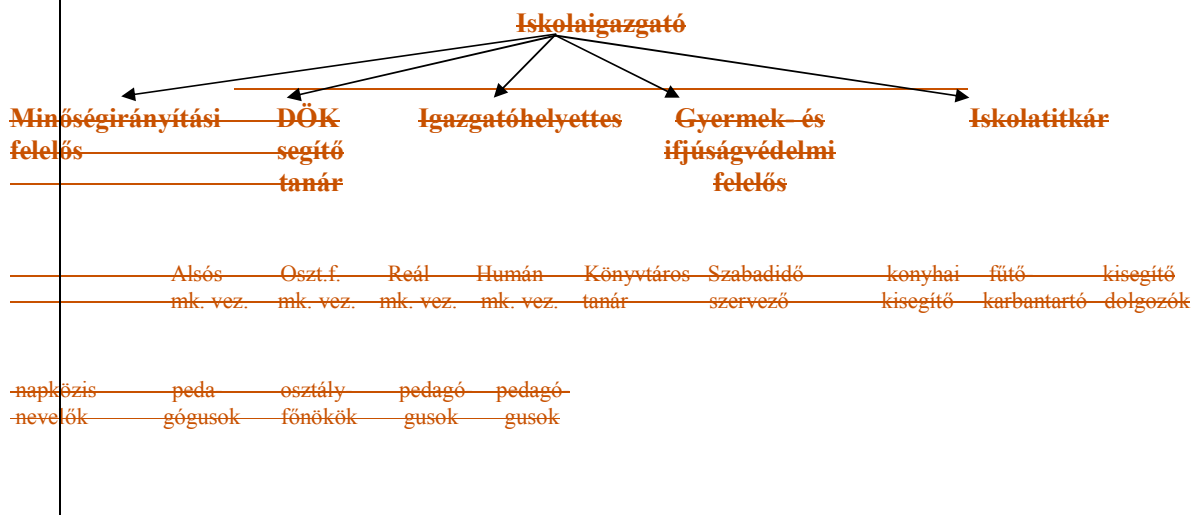 Iskolaigazgató
Minőségirányítási DÖK Igazgatóhelyettes Gyermek- és Iskolatitkár
felelős segítő ifjúságvédelmi
tanár felelős
Alsós Oszt.f. Reál Humán Könyvtáros Szabadidő konyhai fűtő kisegítő
mk. vez. mk. vez. mk. vez. mk. vez. tanár szervező kisegítő karbantartó dolgozók
napközis peda- osztály- pedagó- pedagó-
nevelők gógusok főnökök gusok gusok